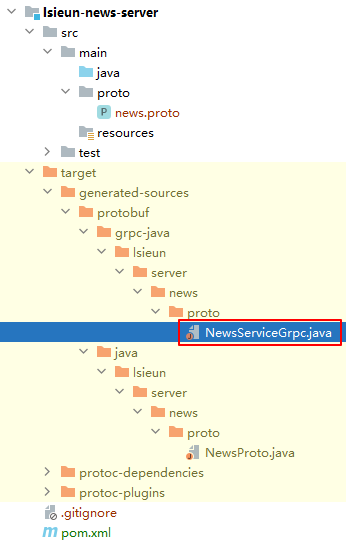 lsieun-news-server
src
main
java
proto
news.proto
resources
test
target
generated-sources
protobuf
grpc-java
lsieun
server
news
proto
NewsServiceGrpc.java
java
lsieun
server
news
proto
NewsProto.java
protoc-dependencies
protoc-plugins
.gitignore
pom.xml